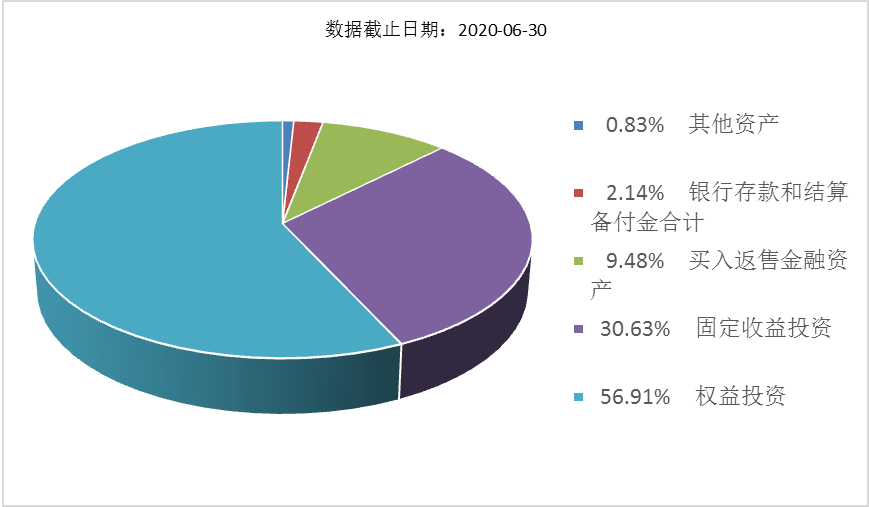 数据截止日期：2020-06-30
0.83% 其他资产
2.14% 银行存款和结算
备付金合计
9.48% 买入返售金融资
产
30.63% 固定收益投资
56.91% 权益投资